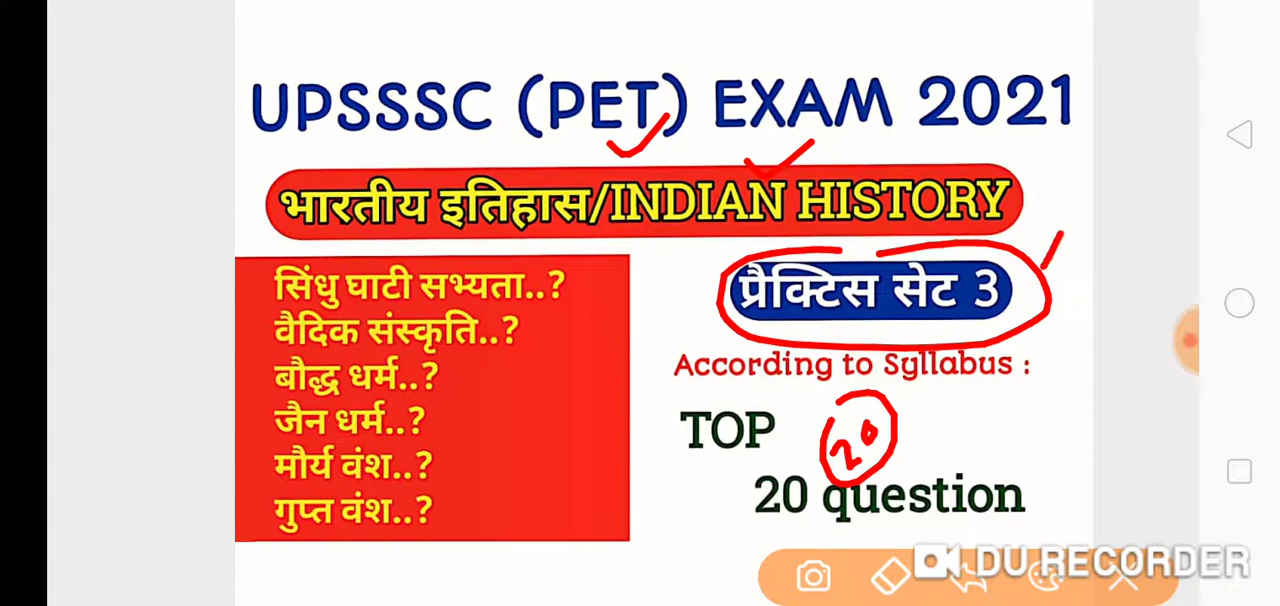 UPSSSC (PET) EXAM 2021
भारतीय इतिहास/INDIAN HISTORY
सिंधु घाटी सभ्यता..?
वैदिक संस्कृति..?
बौद्ध धर्म..?
जैन धर्म..?
मौर्य वंश..?
गुप्त वंश..?
प्रैक्टिस सेट 3
According to Syllabus :
TOP
20
20 question
DU RECORDER